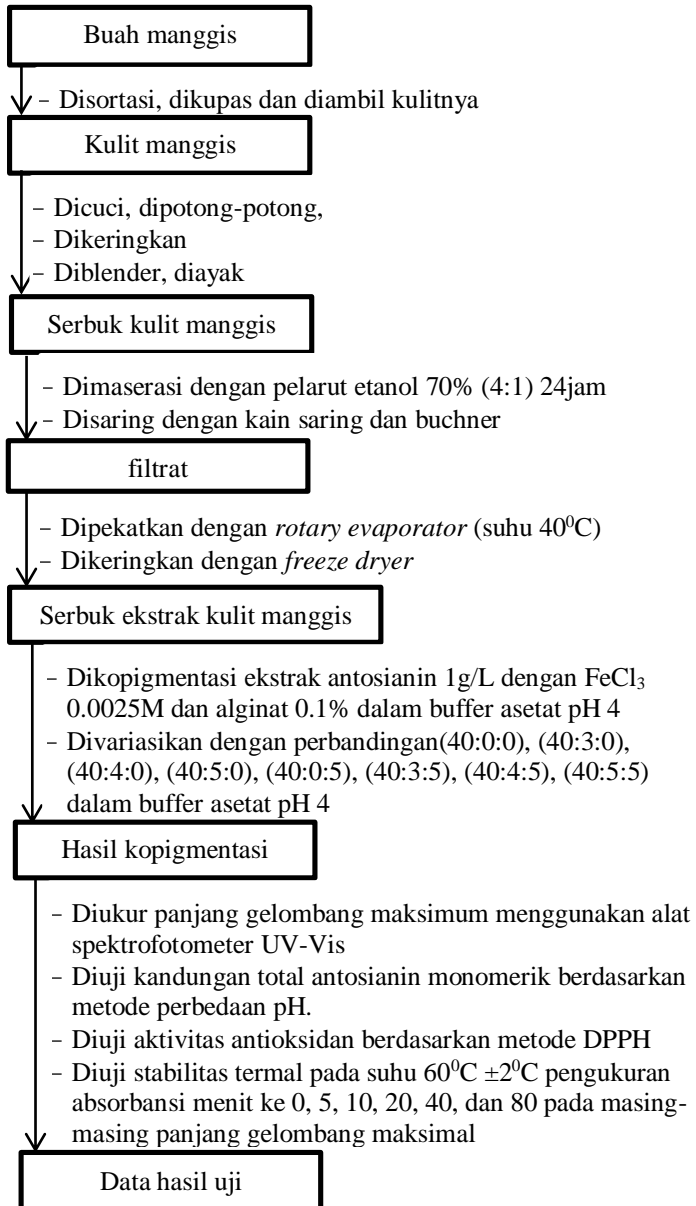 Buah manggis
− Disortasi, dikupas dan diambil kulitnya
Kulit manggis
− Dicuci, dipotong-potong,
− Dikeringkan
− Diblender, diayak
Serbuk kulit manggis
− Dimaserasi dengan pelarut etanol 70% (4:1) 24jam
− Disaring dengan kain saring dan buchner
filtrat
− Dipekatkan dengan rotary evaporator (suhu 40⁰C)
− Dikeringkan dengan freeze dryer
Serbuk ekstrak kulit manggis
− Dikopigmentasi ekstrak antosianin 1g/L dengan FeCl₃
0.0025M dan alginat 0.1% dalam buffer asetat pH 4
− Divariasikan dengan perbandingan(40:0:0), (40:3:0),
(40:4:0), (40:5:0), (40:0:5), (40:3:5), (40:4:5), (40:5:5)
dalam buffer asetat pH 4
Hasil kopigmentasi
− Diukur panjang gelombang maksimum menggunakan alat
spektrofotometer UV-Vis
− Diuji kandungan total antosianin monomerik berdasarkan
metode perbedaan pH.
− Diuji aktivitas antioksidan berdasarkan metode DPPH
− Diuji stabilitas termal pada suhu 60⁰C ±2⁰C pengukuran
absorbansi menit ke 0, 5, 10, 20, 40, dan 80 pada masing-
masing panjang gelombang maksimal
Data hasil uji